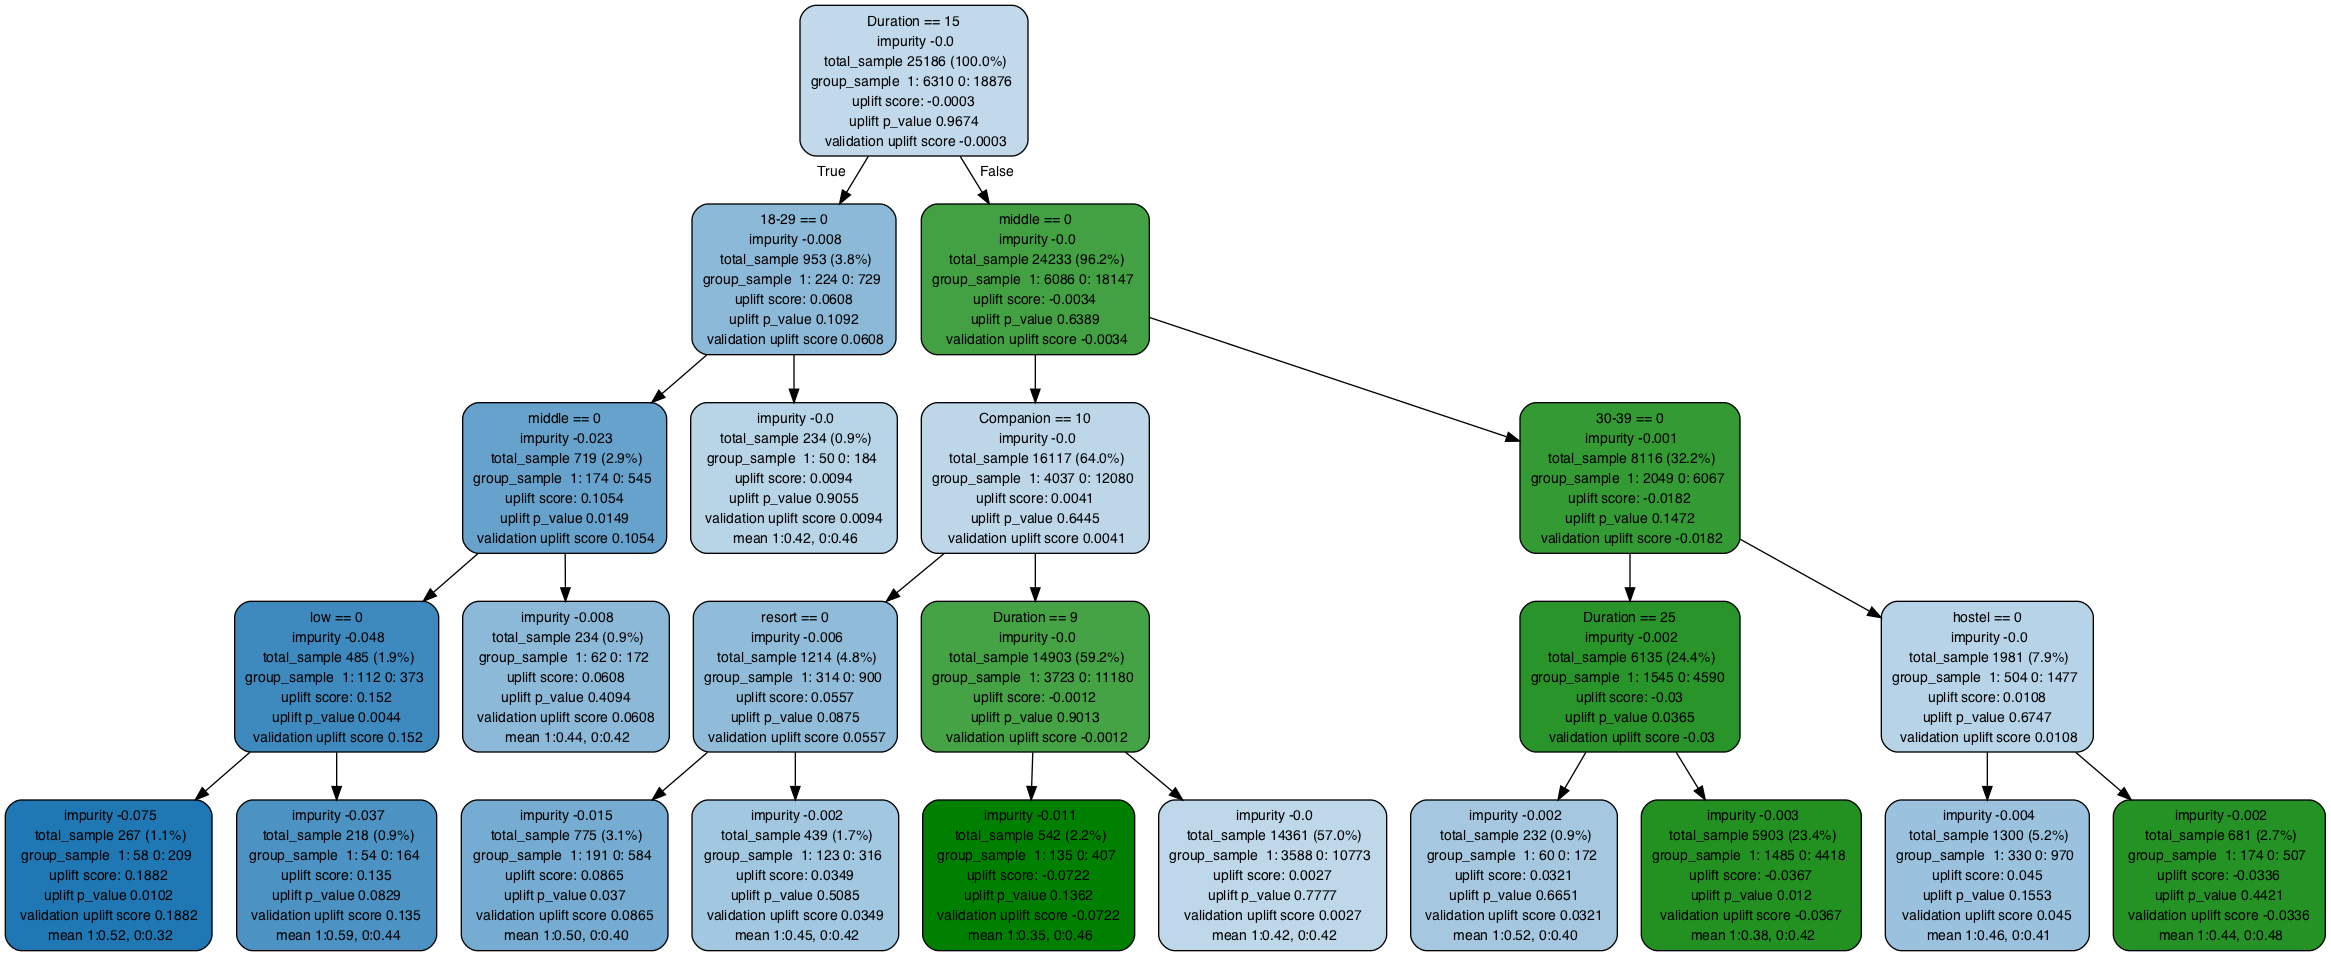 Duration == 15
impurity -0.0
total_sample 25186 (100.0%)
group_sample 1: 6310 0: 18876
uplift score: -0.0003
uplift p_value 0.9674
validation uplift score -0.0003
True
False
18-29 == 0
impurity -0.008
total_sample 953 (3.8%)
group_sample 1: 224 0: 729
uplift score: 0.0608
uplift p_value 0.1092
validation uplift score 0.0608
middle == 0
impurity -0.0
total_sample 24233 (96.2%)
group_sample 1: 6086 0: 18147
uplift score: -0.0034
uplift p_value 0.6389
validation uplift score -0.0034
middle == 0
impurity -0.023
total_sample 719 (2.9%)
group_sample 1: 174 0: 545
uplift score: 0.1054
uplift p_value 0.0149
validation uplift score 0.1054
impurity -0.0
total_sample 234 (0.9%)
group_sample 1: 50 0: 184
uplift score: 0.0094
uplift p_value 0.9055
validation uplift score 0.0094
mean 1:0.42, 0:0.46
Companion == 10
impurity -0.0
total_sample 16117 (64.0%)
group_sample 1: 4037 0: 12080
uplift score: 0.0041
uplift p_value 0.6445
validation uplift score 0.0041
30-39 == 0
impurity -0.001
total_sample 8116 (32.2%)
group_sample 1: 2049 0: 6067
uplift score: -0.0182
uplift p_value 0.1472
validation uplift score -0.0182
low == 0
impurity -0.048
total_sample 485 (1.9%)
group_sample 1: 112 0: 373
uplift score: 0.152
uplift p_value 0.0044
validation uplift score 0.152
impurity -0.008
total_sample 234 (0.9%)
group_sample 1: 62 0: 172
uplift score: 0.0608
uplift p_value 0.4094
validation uplift score 0.0608
mean 1:0.44, 0:0.42
resort == 0
impurity -0.006
total_sample 1214 (4.8%)
group_sample 1: 314 0: 900
uplift score: 0.0557
uplift p_value 0.0875
validation uplift score 0.0557
Duration == 9
impurity -0.0
total_sample 14903 (59.2%)
group_sample 1: 3723 0: 11180
uplift score: -0.0012
uplift p_value 0.9013
validation uplift score -0.0012
Duration == 25
impurity -0.002
total_sample 6135 (24.4%)
group_sample 1: 1545 0: 4590
uplift score: -0.03
uplift p_value 0.0365
validation uplift score -0.03
hostel == 0
impurity -0.0
total_sample 1981 (7.9%)
group_sample 1: 504 0: 1477
uplift score: 0.0108
uplift p_value 0.6747
validation uplift score 0.0108
impurity -0.075
total_sample 267 (1.1%)
group_sample 1: 58 0: 209
uplift score: 0.1882
uplift p_value 0.0102
validation uplift score 0.1882
mean 1:0.52, 0:0.32
impurity -0.037
total_sample 218 (0.9%)
group_sample 1: 54 0: 164
uplift score: 0.135
uplift p_value 0.0829
validation uplift score 0.135
mean 1:0.59, 0:0.44
impurity -0.015
total_sample 775 (3.1%)
group_sample 1: 191 0: 584
uplift score: 0.0865
uplift p_value 0.037
validation uplift score 0.0865
mean 1:0.50, 0:0.40
impurity -0.002
total_sample 439 (1.7%)
group_sample 1: 123 0: 316
uplift score: 0.0349
uplift p_value 0.5085
validation uplift score 0.0349
mean 1:0.45, 0:0.42
impurity -0.011
total_sample 542 (2.2%)
group_sample 1: 135 0: 407
uplift score: -0.0722
uplift p_value 0.1362
validation uplift score -0.0722
mean 1:0.35, 0:0.46
impurity -0.0
total_sample 14361 (57.0%)
group_sample 1: 3588 0: 10773
uplift score: 0.0027
uplift p_value 0.7777
validation uplift score 0.0027
mean 1:0.42, 0:0.42
impurity -0.002
total_sample 232 (0.9%)
group_sample 1: 60 0: 172
uplift score: 0.0321
uplift p_value 0.6651
validation uplift score 0.0321
mean 1:0.52, 0:0.40
impurity -0.003
total_sample 5903 (23.4%)
group_sample 1: 1485 0: 4418
uplift score: -0.0367
uplift p_value 0.012
validation uplift score -0.0367
mean 1:0.38, 0:0.42
impurity -0.004
total_sample 1300 (5.2%)
group_sample 1: 330 0: 970
uplift score: 0.045
uplift p_value 0.1553
validation uplift score 0.045
mean 1:0.46, 0:0.41
impurity -0.002
total_sample 681 (2.7%)
group_sample 1: 174 0: 507
uplift score: -0.0336
uplift p_value 0.4421
validation uplift score -0.0336
mean 1:0.44, 0:0.48